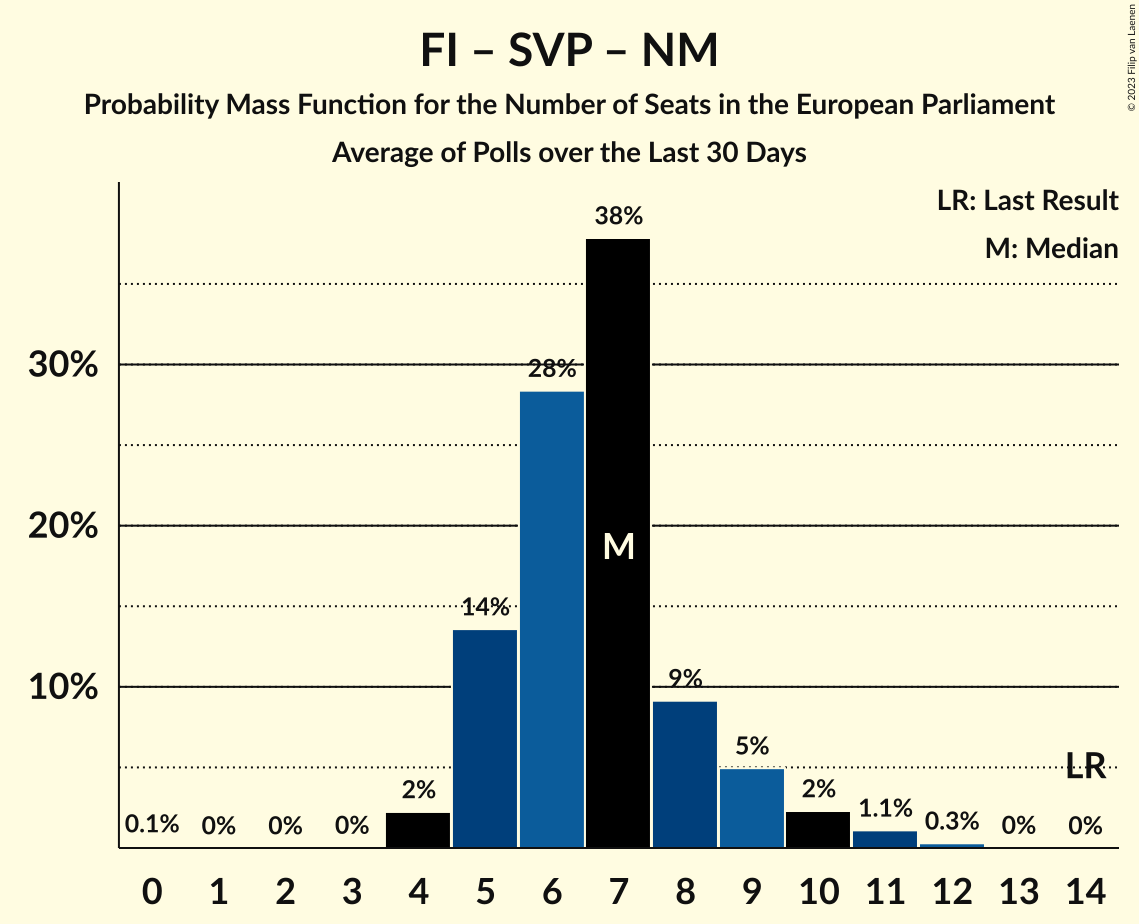 FI – SVP – NM
Probability Mass Function for the Number of Seats in the European Parliament
Average of Polls over the Last 30 Days
© 2023 Filip van Laenen
LR: Last Result
M: Median
38%
30%
28%
20%
M
14%
10%
9%
5%
LR
2%
2%
1.1%
0.3%
0.1%
0%
0%
0%
0%
0%
0 1 2 3 4 5 6 7 8 9 10 11 12 13 14